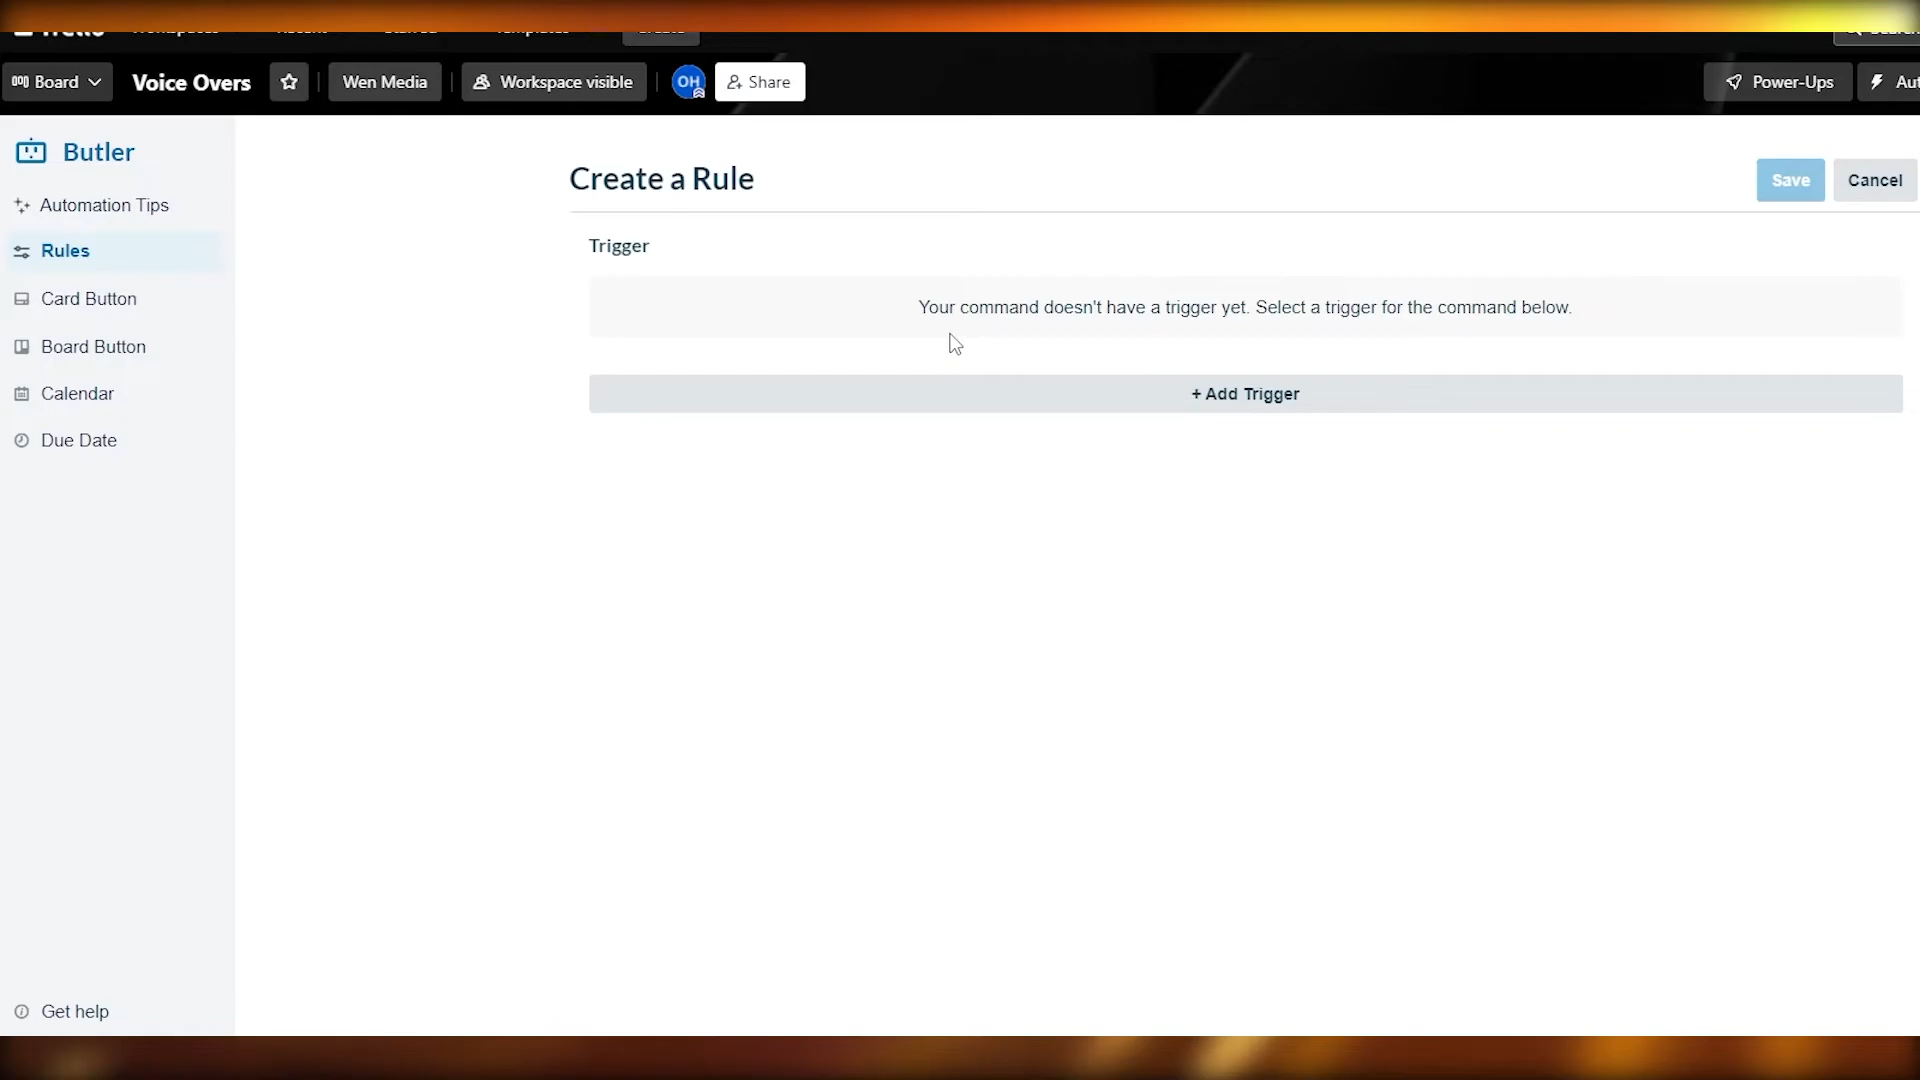 Board
Voice Overs
Wen Media
Workspace visible
OH
Share
Power-Ups
Butler
Automation Tips
Rules
Card Button
Board Button
Calendar
Due Date
Get help
Create a Rule
Save
Cancel
Trigger
Your command doesn't have a trigger yet. Select a trigger for the command below.
+ Add Trigger